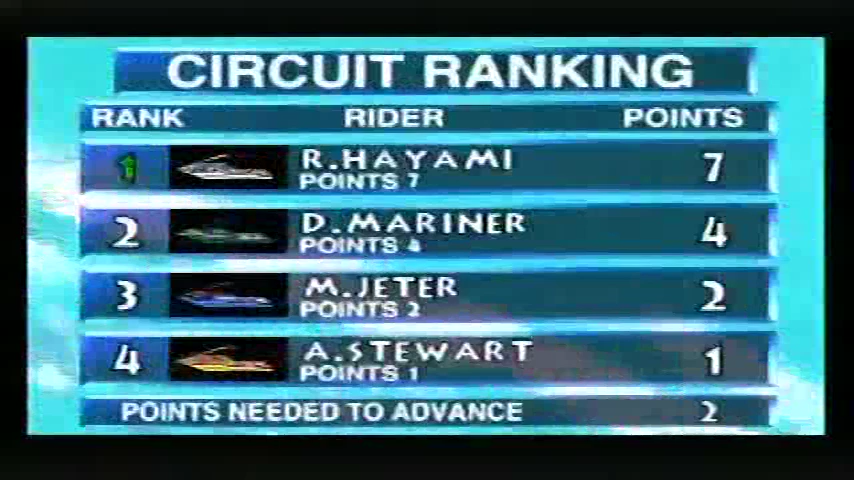 CIRCUIT RANKING
RANK RIDER POINTS
1 R.HAYAMI 7
POINTS 7
2 D.MARINER 4
POINTS 4
3 M.JETER 2
POINTS 2
4 A.STEWART 1
POINTS 1
POINTS NEEDED TO ADVANCE 2